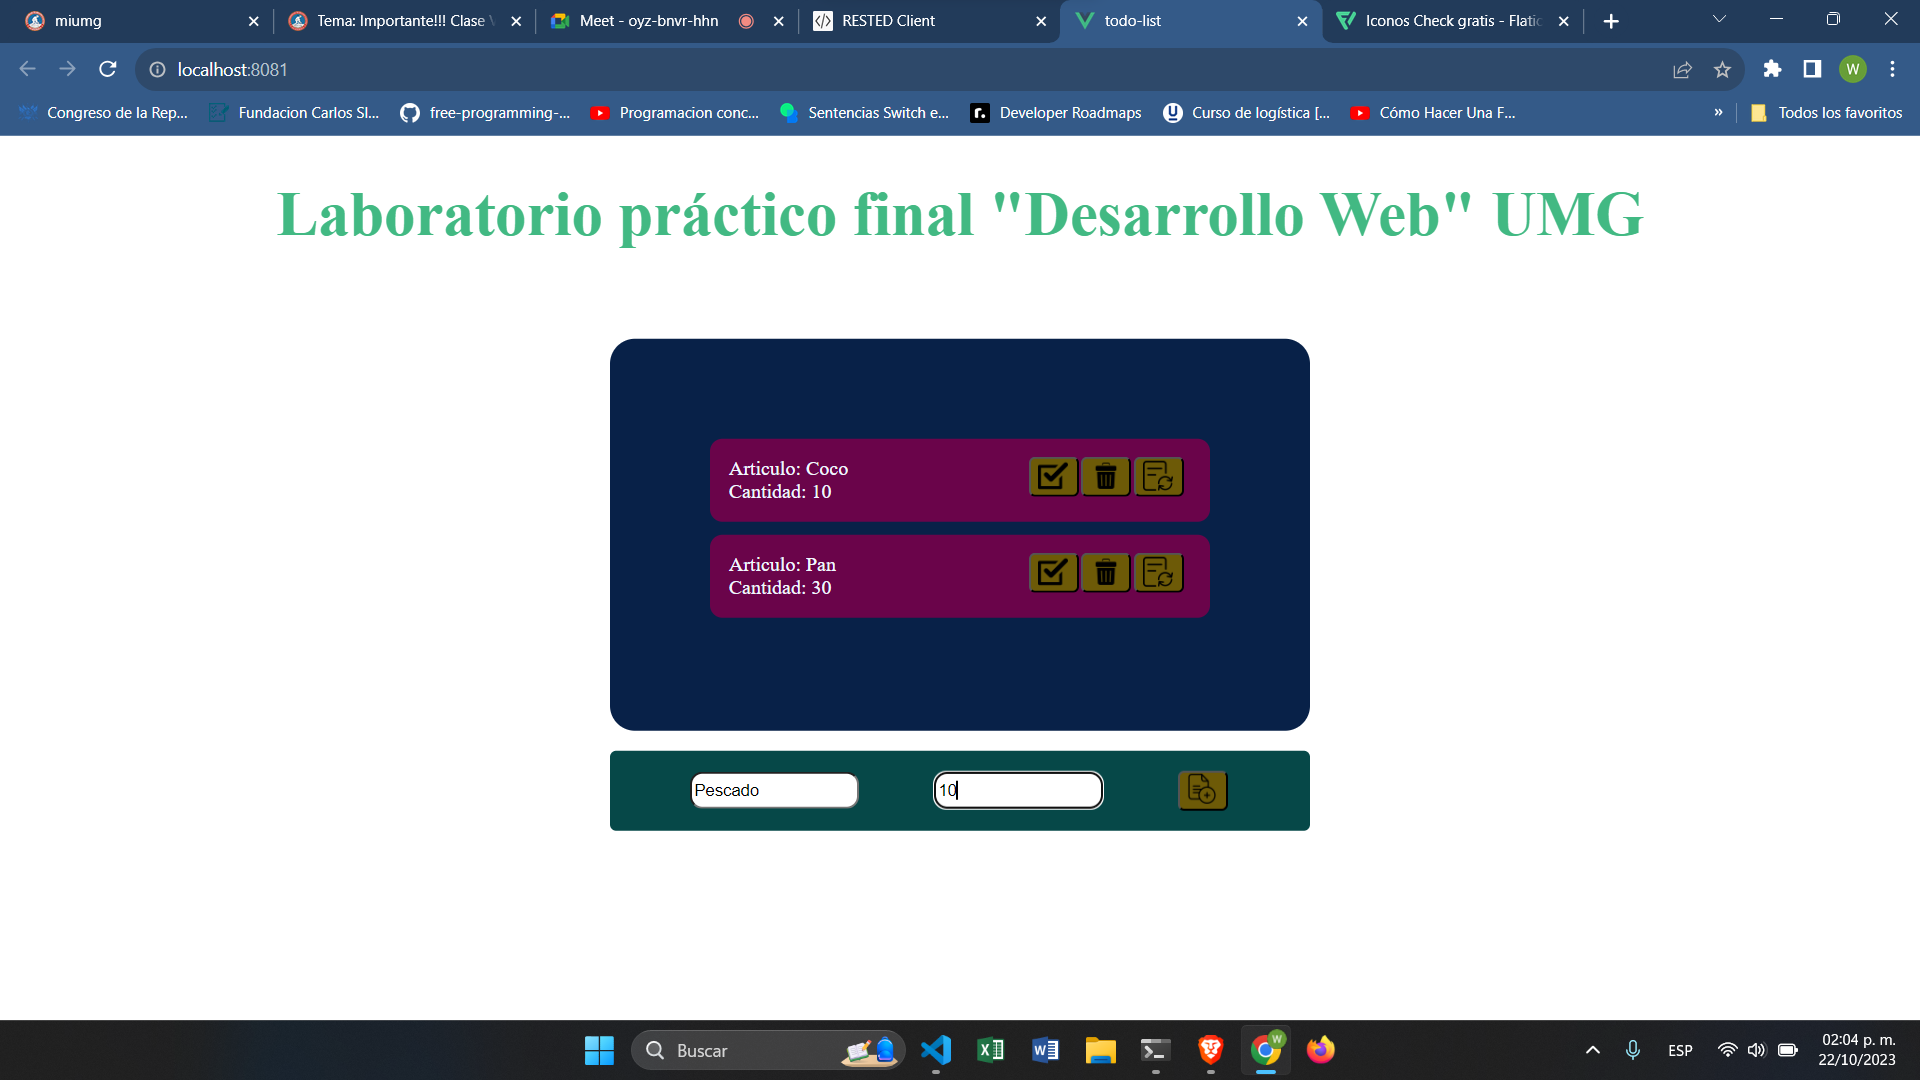 miumg
Tema: Importante!!! Clase
Meet - oyz-bnvr-hhn
RESTED Client
todo-list
Iconos Check gratis - Flatic
localhost:8081
W
Congreso de la Rep...
Fundacion Carlos Sl...
free-programming-...
Programacion conc...
Sentencias Switch e...
Developer Roadmaps
Curso de logística [...
Cómo Hacer Una F...
»
Todos los favoritos
Laboratorio práctico final "Desarrollo Web" UMG
Articulo: Coco
Cantidad: 10
Articulo: Pan
Cantidad: 30
Pescado
10
Buscar
W
ESP
02:04 p. m.
22/10/2023